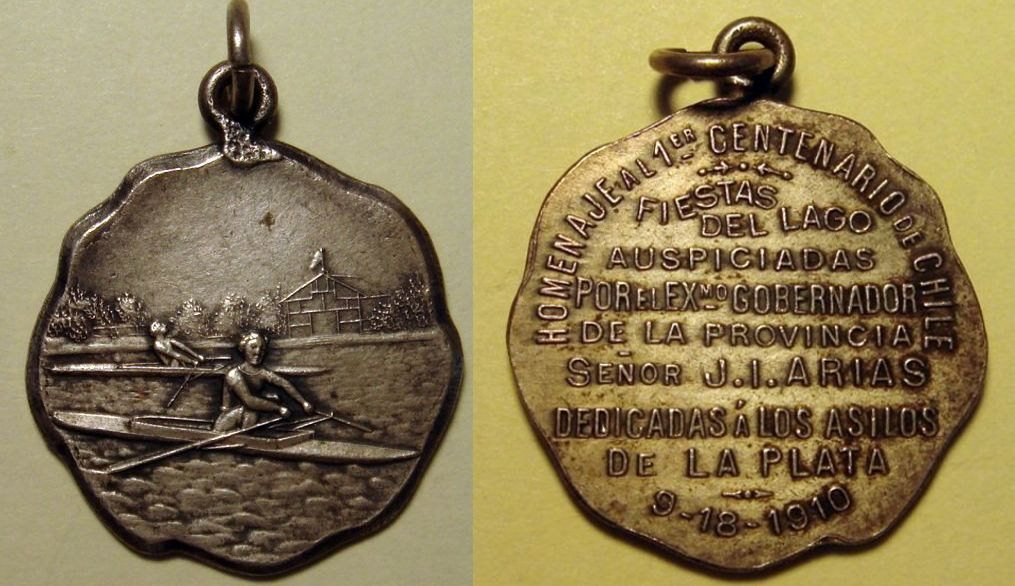 HOMENAJE AL 1ER CENTENARIO DE CHILE
FIESTAS
DEL LAGO
AUSPICIADAS
POR EL EXMO GOBERNADOR
DE LA PROVINCIA
SEÑOR J.I. ARIAS
DEDICADAS Á LOS ASILOS
DE LA PLATA
9-18-1910